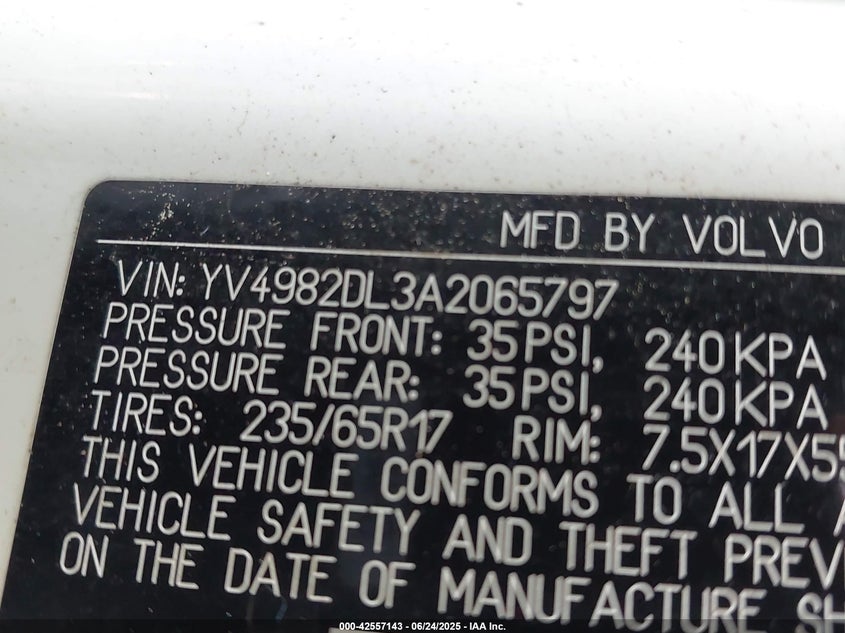 MFD BY VOLVO
VIN: YV4982DL3A2065797
PRESSURE FRONT: 35PSI, 240KPA
PRESSURE REAR: 35PSI, 240KPA
TIRES: 235/65R17 RIM: 7.5X17X55
THIS VEHICLE CONFORMS TO ALL
VEHICLE SAFETY AND THEFT PREV
ON THE DATE OF MANUFACTURE SH
000-42557143 - 06/24/2025 - IAA Inc.